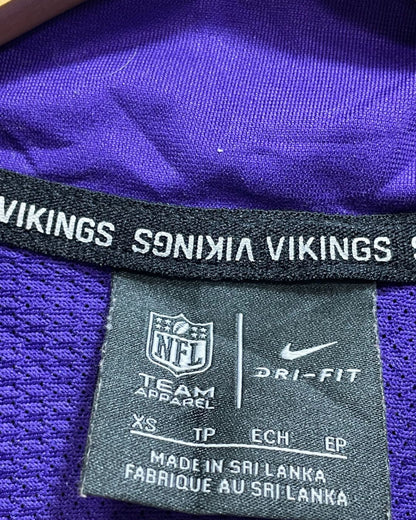 VIKINGS VIKINGS VIKINGS
NFL
TEAM
APPAREL
DRI-FIT
XS TP ECH EP
MADE IN SRI LANKA
FABRIQUE AU SRI LANKA